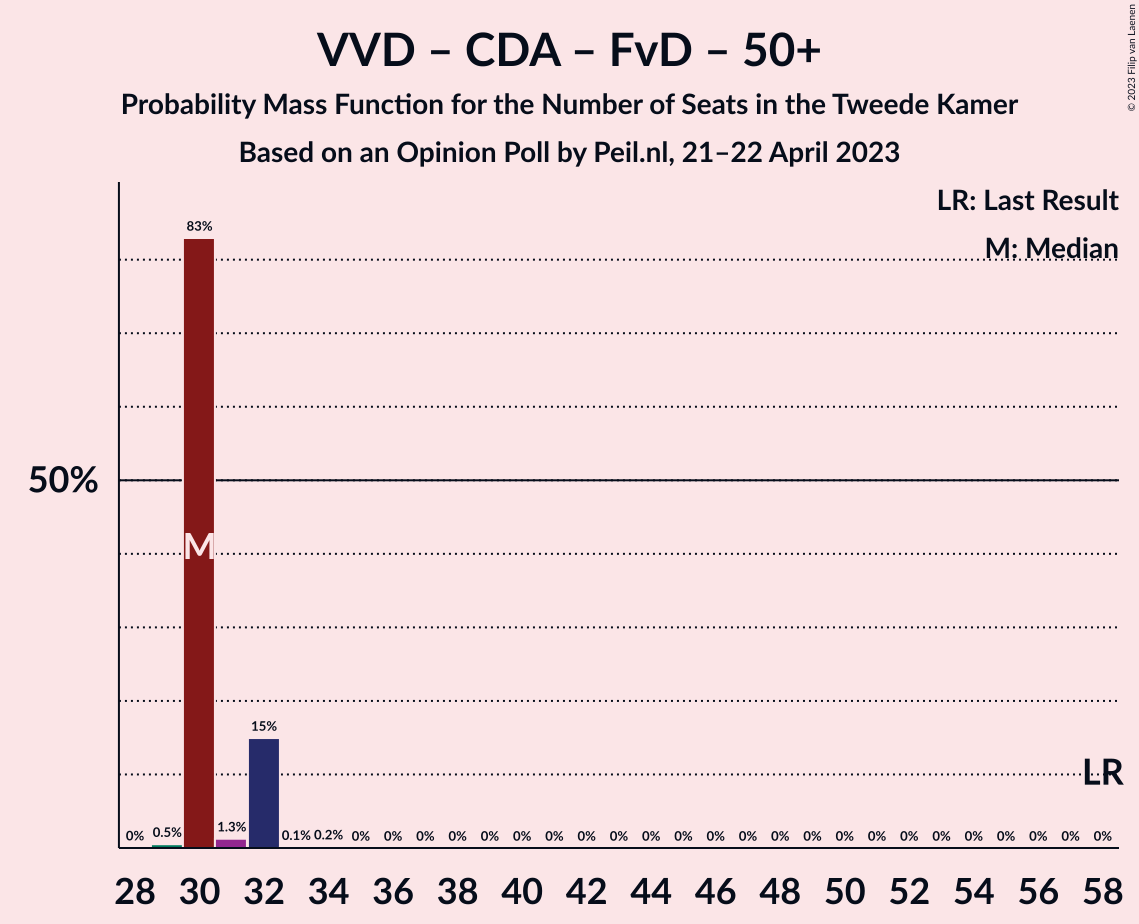 VVD – CDA – FvD – 50+
Probability Mass Function for the Number of Seats in the Tweede Kamer
Based on an Opinion Poll by Peil.nl, 21–22 April 2023
© 2023 Filip van Laenen
LR: Last Result
M: Median
50%
83%
M
15%
LR
0% 0.5% 1.3% 0.1% 0.2% 0% 0% 0% 0% 0% 0% 0% 0% 0% 0% 0% 0% 0% 0% 0% 0% 0% 0% 0% 0% 0% 0% 0% 0%
28 30 32 34 36 38 40 42 44 46 48 50 52 54 56 58